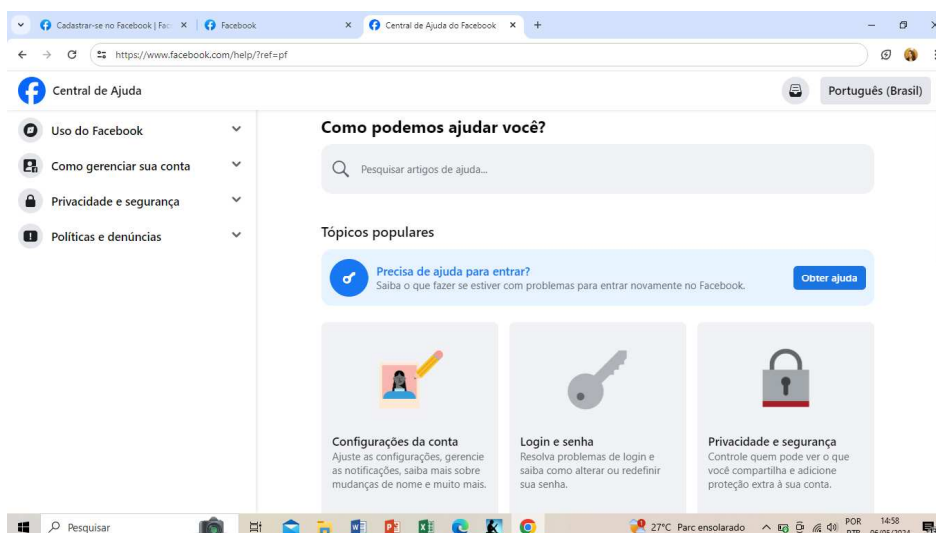 Cadastrar-se no Facebook | Fac
Facebook
Central de Ajuda do Facebook
https://www.facebook.com/help/?ref=pf
Central de Ajuda
Português (Brasil)
Uso do Facebook
Como gerenciar sua conta
Privacidade e segurança
Políticas e denúncias
Como podemos ajudar você?
Pesquisar artigos de ajuda...
Tópicos populares
Precisa de ajuda para entrar?
Saiba o que fazer se estiver com problemas para entrar novamente no Facebook.
Obter ajuda
Configurações da conta
Ajuste as configurações, gerencie
as notificações, saiba mais sobre
mudanças de nome e muito mais.
Login e senha
Resolva problemas de login e
saiba como alterar ou redefinir
sua senha.
Privacidade e segurança
Controle quem pode ver o que
você compartilha e adicione
proteção extra à sua conta.
Pesquisar
27°C Parc ensolarado
POR
14:58
PTB
06/05/2024